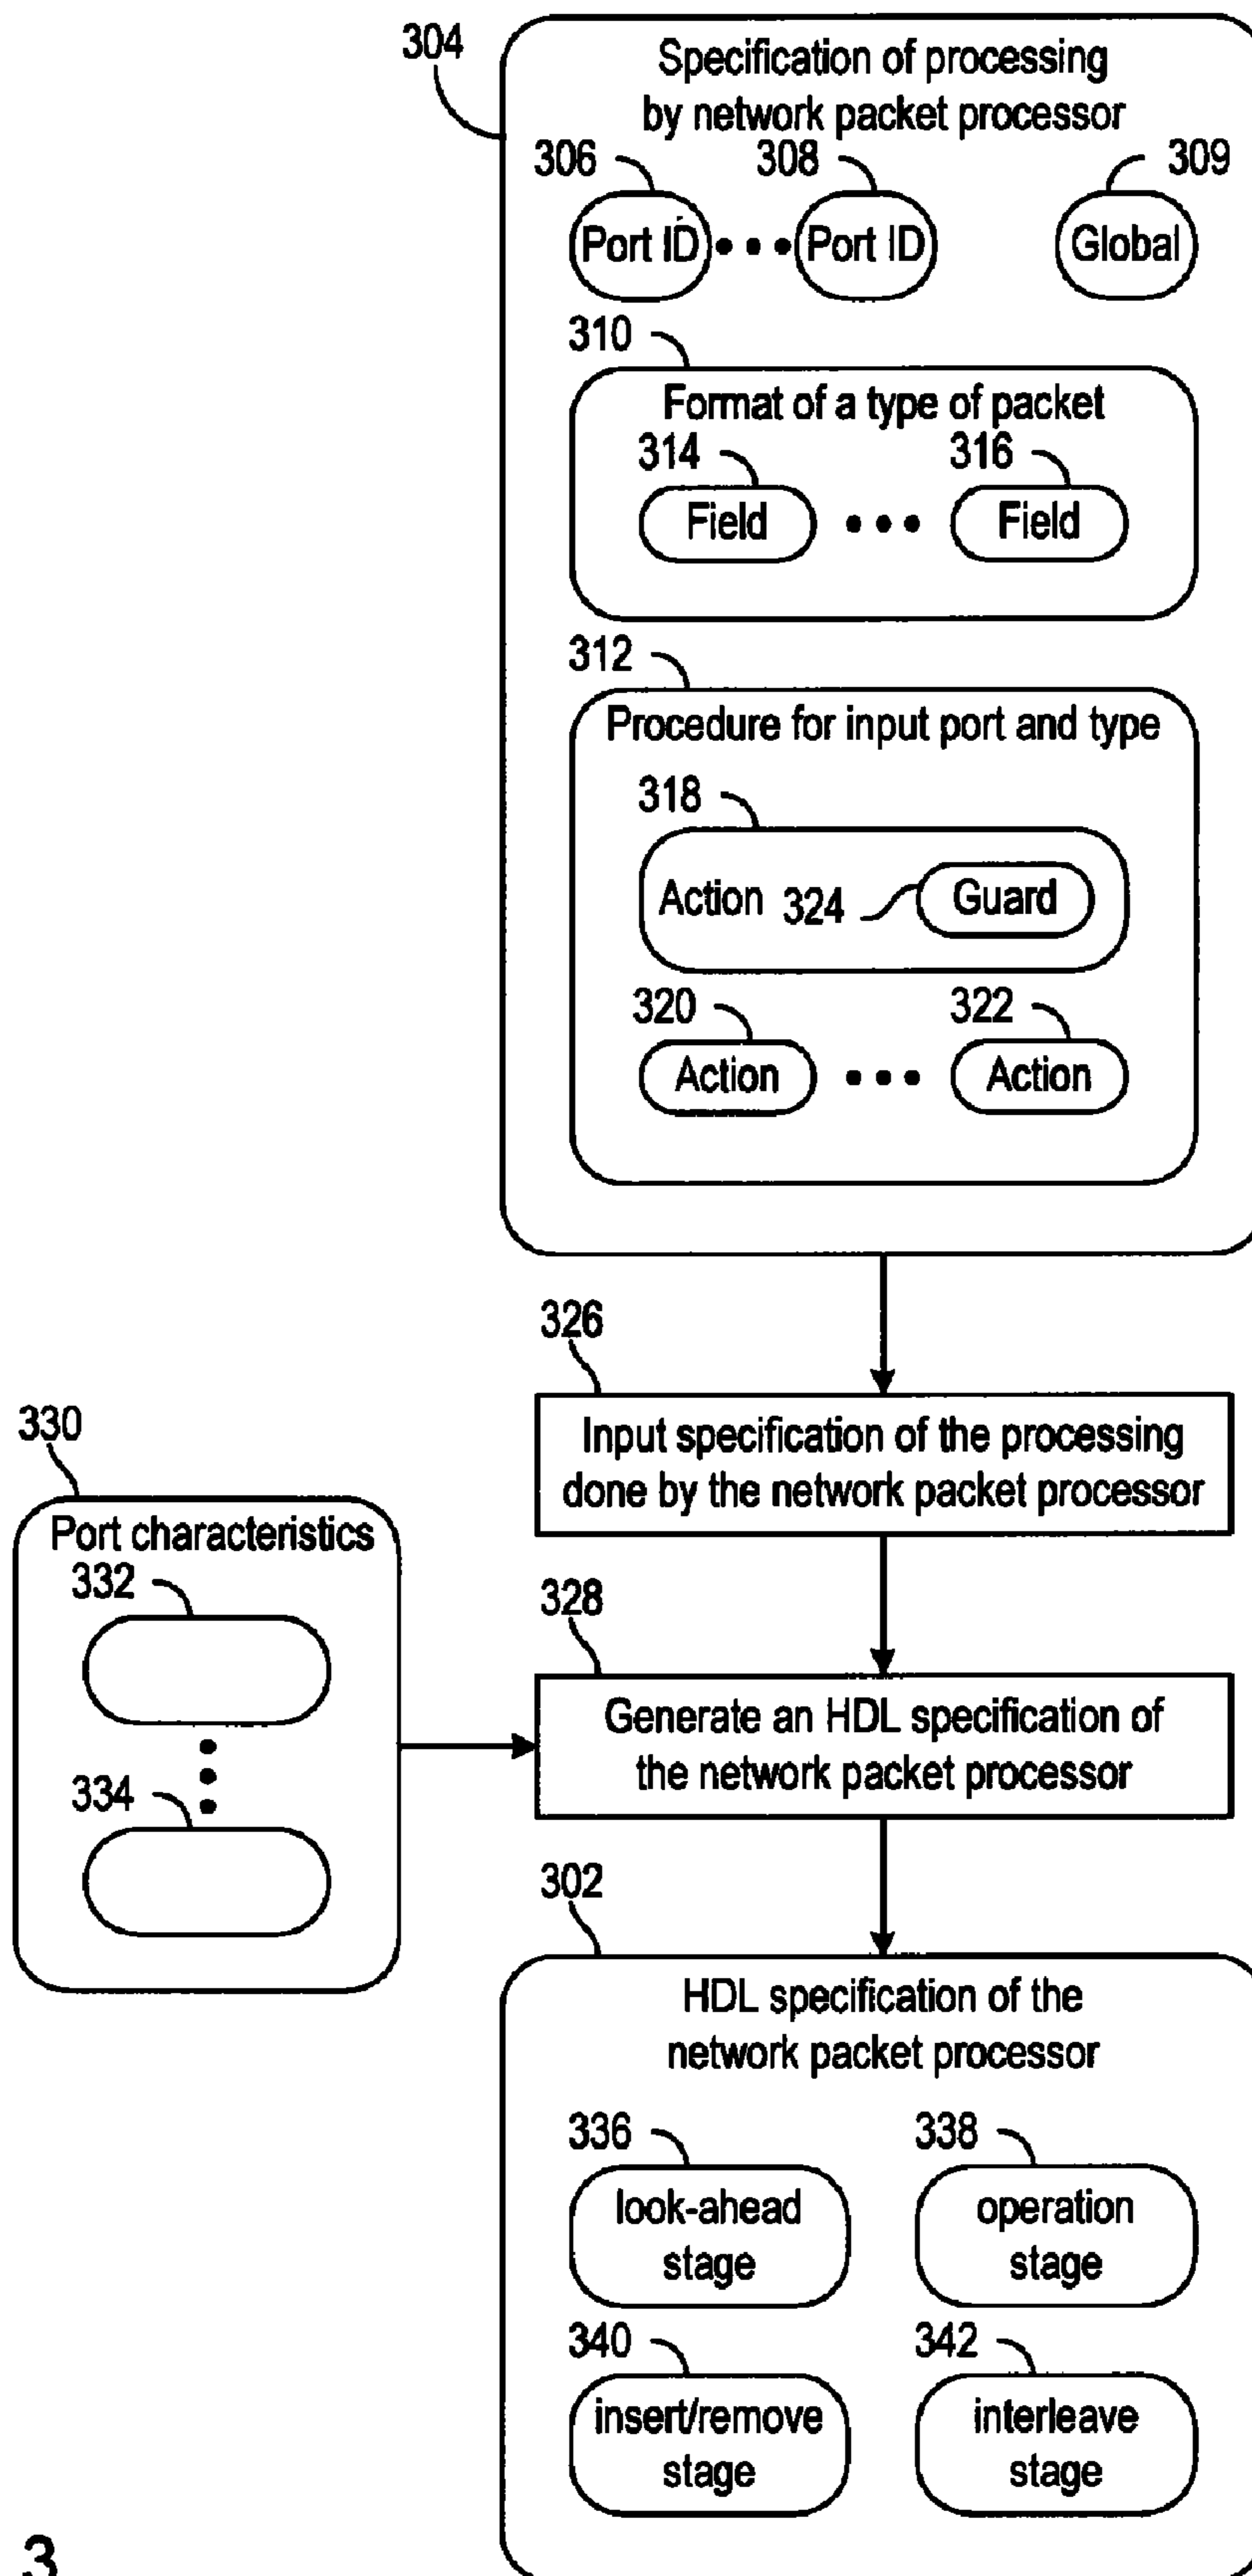 304
Specification of processing
by network packet processor
306
308
309
Port ID
Port ID
Global
310
Format of a type of packet
314
316
Field
Field
312
Procedure for input port and type
318
Action
324
Guard
320
322
Action
Action
326
Input specification of the processing
done by the network packet processor
330
Port characteristics
332
334
328
Generate an HDL specification of
the network packet processor
302
HDL specification of the
network packet processor
336
338
look-ahead
stage
operation
stage
340
342
insert/remove
stage
interleave
stage
3